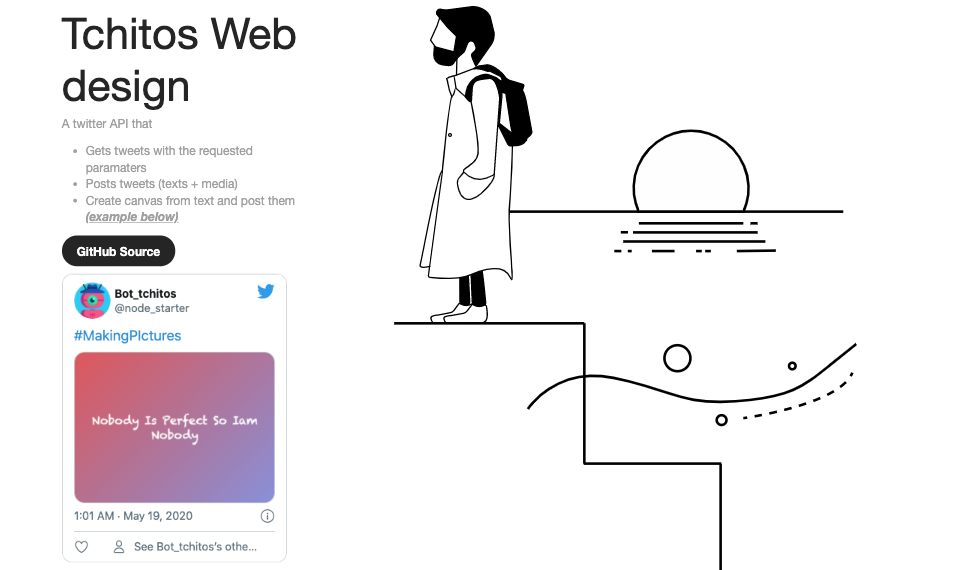 Tchitos Web
design
A twitter API that
Gets tweets with the requested
paramaters
Posts tweets (texts + media)
Create canvas from text and post them
(example below)
GitHub Source
Bot_tchitos
@node_starter
#MakingPIctures
Nobody Is Perfect So Iam
Nobody
1:01 AM · May 19, 2020
See Bot_tchitos's othe...